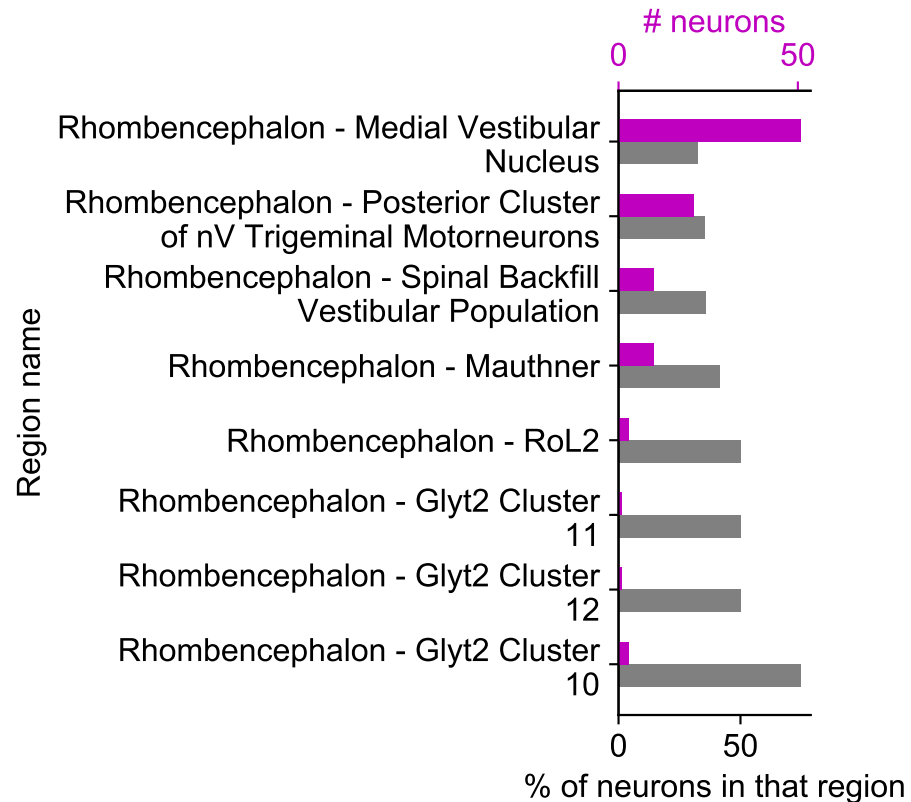 # neurons
0 50
Rhombencephalon - Medial Vestibular
Nucleus
Rhombencephalon - Posterior Cluster
of nV Trigeminal Motorneurons
Rhombencephalon - Spinal Backfill
Vestibular Population
Rhombencephalon - Mauthner
Rhombencephalon - RoL2
Rhombencephalon - Glyt2 Cluster
11
Rhombencephalon - Glyt2 Cluster
12
Rhombencephalon - Glyt2 Cluster
10
Region name
0 50
% of neurons in that region